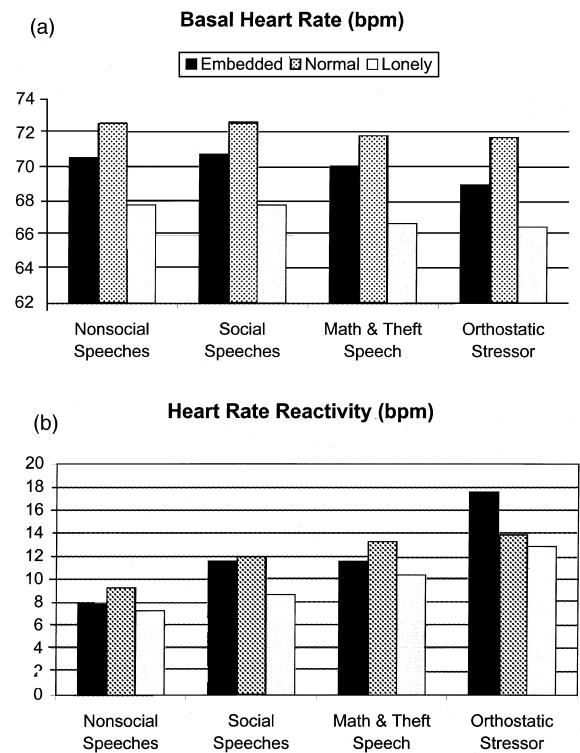 (a)
Basal Heart Rate (bpm)
Embedded Normal Lonely
74
72
70
68
66
64
62
Nonsocial Speeches
Social Speeches
Math & Theft Speech
Orthostatic Stressor
(b)
Heart Rate Reactivity (bpm)
20
18
16
14
12
10
8
6
4
2
0
Nonsocial Speeches
Social Speeches
Math & Theft Speech
Orthostatic Stressor